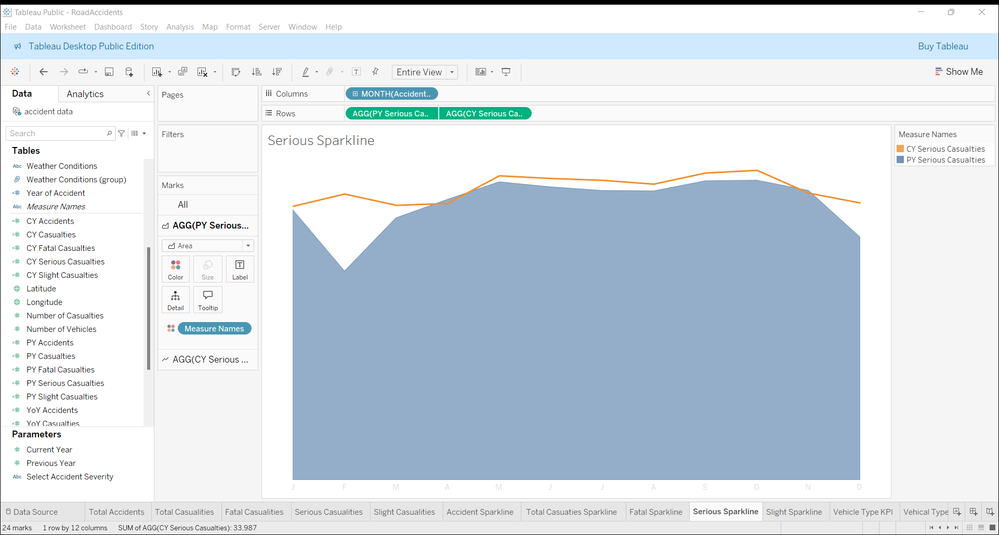 Tableau Public - RoadAccidents
File Data Worksheet Dashboard Story Analysis Map Format Server Window Help
Tableau Desktop Public Edition
Buy Tableau
Entire View
Show Me
Data
Analytics
accident data
Search
Tables
Abc Weather Conditions
Weather Conditions (group)
Year of Accident
Abc Measure Names
CY Accidents
CY Casualties
CY Fatal Casualties
CY Serious Casualties
CY Slight Casualties
Latitude
Longitude
Number of Casualties
Number of Vehicles
PY Accidents
PY Casualties
PY Fatal Casualties
PY Serious Casualties
PY Slight Casualties
YoY Accidents
YoY Casualties
Parameters
Current Year
Previous Year
Abc Select Accident Severity
Pages
Filters
Marks
All
AGG(PY Serious...
Area
Color Size Label
Detail Tooltip
Measure Names
AGG(CY Serious ...
Columns
MONTH(Accident..
Rows
AGG(PY Serious Ca.. AGG(CY Serious Ca..
Serious Sparkline
J F M A M J J A S O N D
Measure Names
CY Serious Casualties
PY Serious Casualties
Data Source Total Accidents Total Casualities Fatal Casualities Serious Casualities Slight Casualities Accident Sparkline Total Casuaties Sparkline Fatal Sparkline Serious Sparkline Slight Sparkline Vehicle Type KPI Vehical Type
24 marks 1 row by 12 columns SUM of AGG(CY Serious Casualties): 33,987